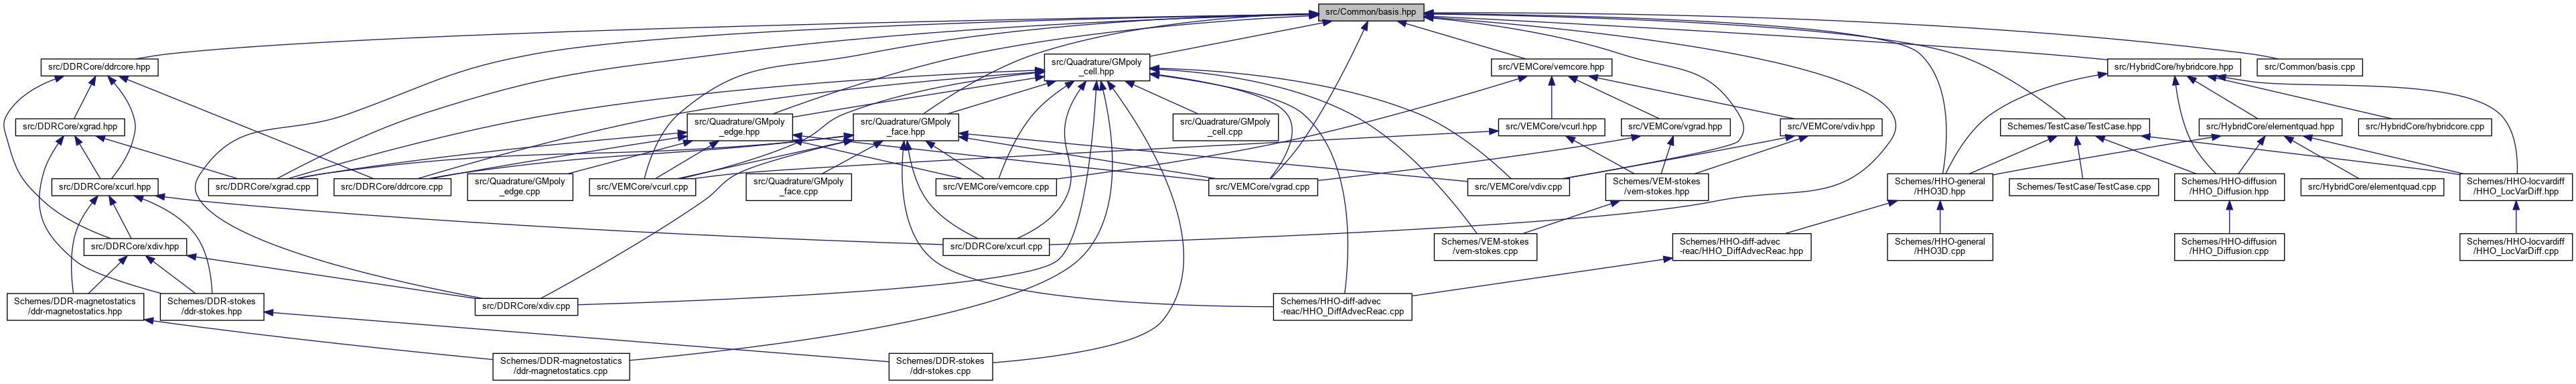 src/Common/basis.hpp
src/DDRCore/ddrcore.hpp
src/Quadrature/GMpoly
_cell.hpp
src/VEMCore/vemcore.hpp
src/HybridCore/hybridcore.hpp
src/Common/basis.cpp
src/DDRCore/xgrad.hpp
src/Quadrature/GMpoly
_edge.hpp
src/Quadrature/GMpoly
_face.hpp
src/Quadrature/GMpoly
_cell.cpp
src/VEMCore/vcurl.hpp
src/VEMCore/vgrad.hpp
src/VEMCore/vdiv.hpp
Schemes/TestCase/TestCase.hpp
src/HybridCore/elementquad.hpp
src/HybridCore/hybridcore.cpp
src/DDRCore/xcurl.hpp
src/DDRCore/xgrad.cpp
src/DDRCore/ddrcore.cpp
src/Quadrature/GMpoly
_edge.cpp
src/VEMCore/vcurl.cpp
src/Quadrature/GMpoly
_face.cpp
src/VEMCore/vemcore.cpp
src/VEMCore/vgrad.cpp
src/VEMCore/vdiv.cpp
Schemes/VEM-stokes
/vem-stokes.hpp
Schemes/HHO-general
/HHO3D.hpp
Schemes/TestCase/TestCase.cpp
Schemes/HHO-diffusion
/HHO_Diffusion.hpp
src/HybridCore/elementquad.cpp
Schemes/HHO-locvardiff
/HHO_LocVarDiff.hpp
src/DDRCore/xdiv.hpp
src/DDRCore/xcurl.cpp
Schemes/VEM-stokes
/vem-stokes.cpp
Schemes/HHO-diff-advec
-reac/HHO_DiffAdvecReac.hpp
Schemes/HHO-general
/HHO3D.cpp
Schemes/HHO-diffusion
/HHO_Diffusion.cpp
Schemes/HHO-locvardiff
/HHO_LocVarDiff.cpp
Schemes/DDR-magnetostatics
/ddr-magnetostatics.hpp
Schemes/DDR-stokes
/ddr-stokes.hpp
src/DDRCore/xdiv.cpp
Schemes/HHO-diff-advec
-reac/HHO_DiffAdvecReac.cpp
Schemes/DDR-magnetostatics
/ddr-magnetostatics.cpp
Schemes/DDR-stokes
/ddr-stokes.cpp